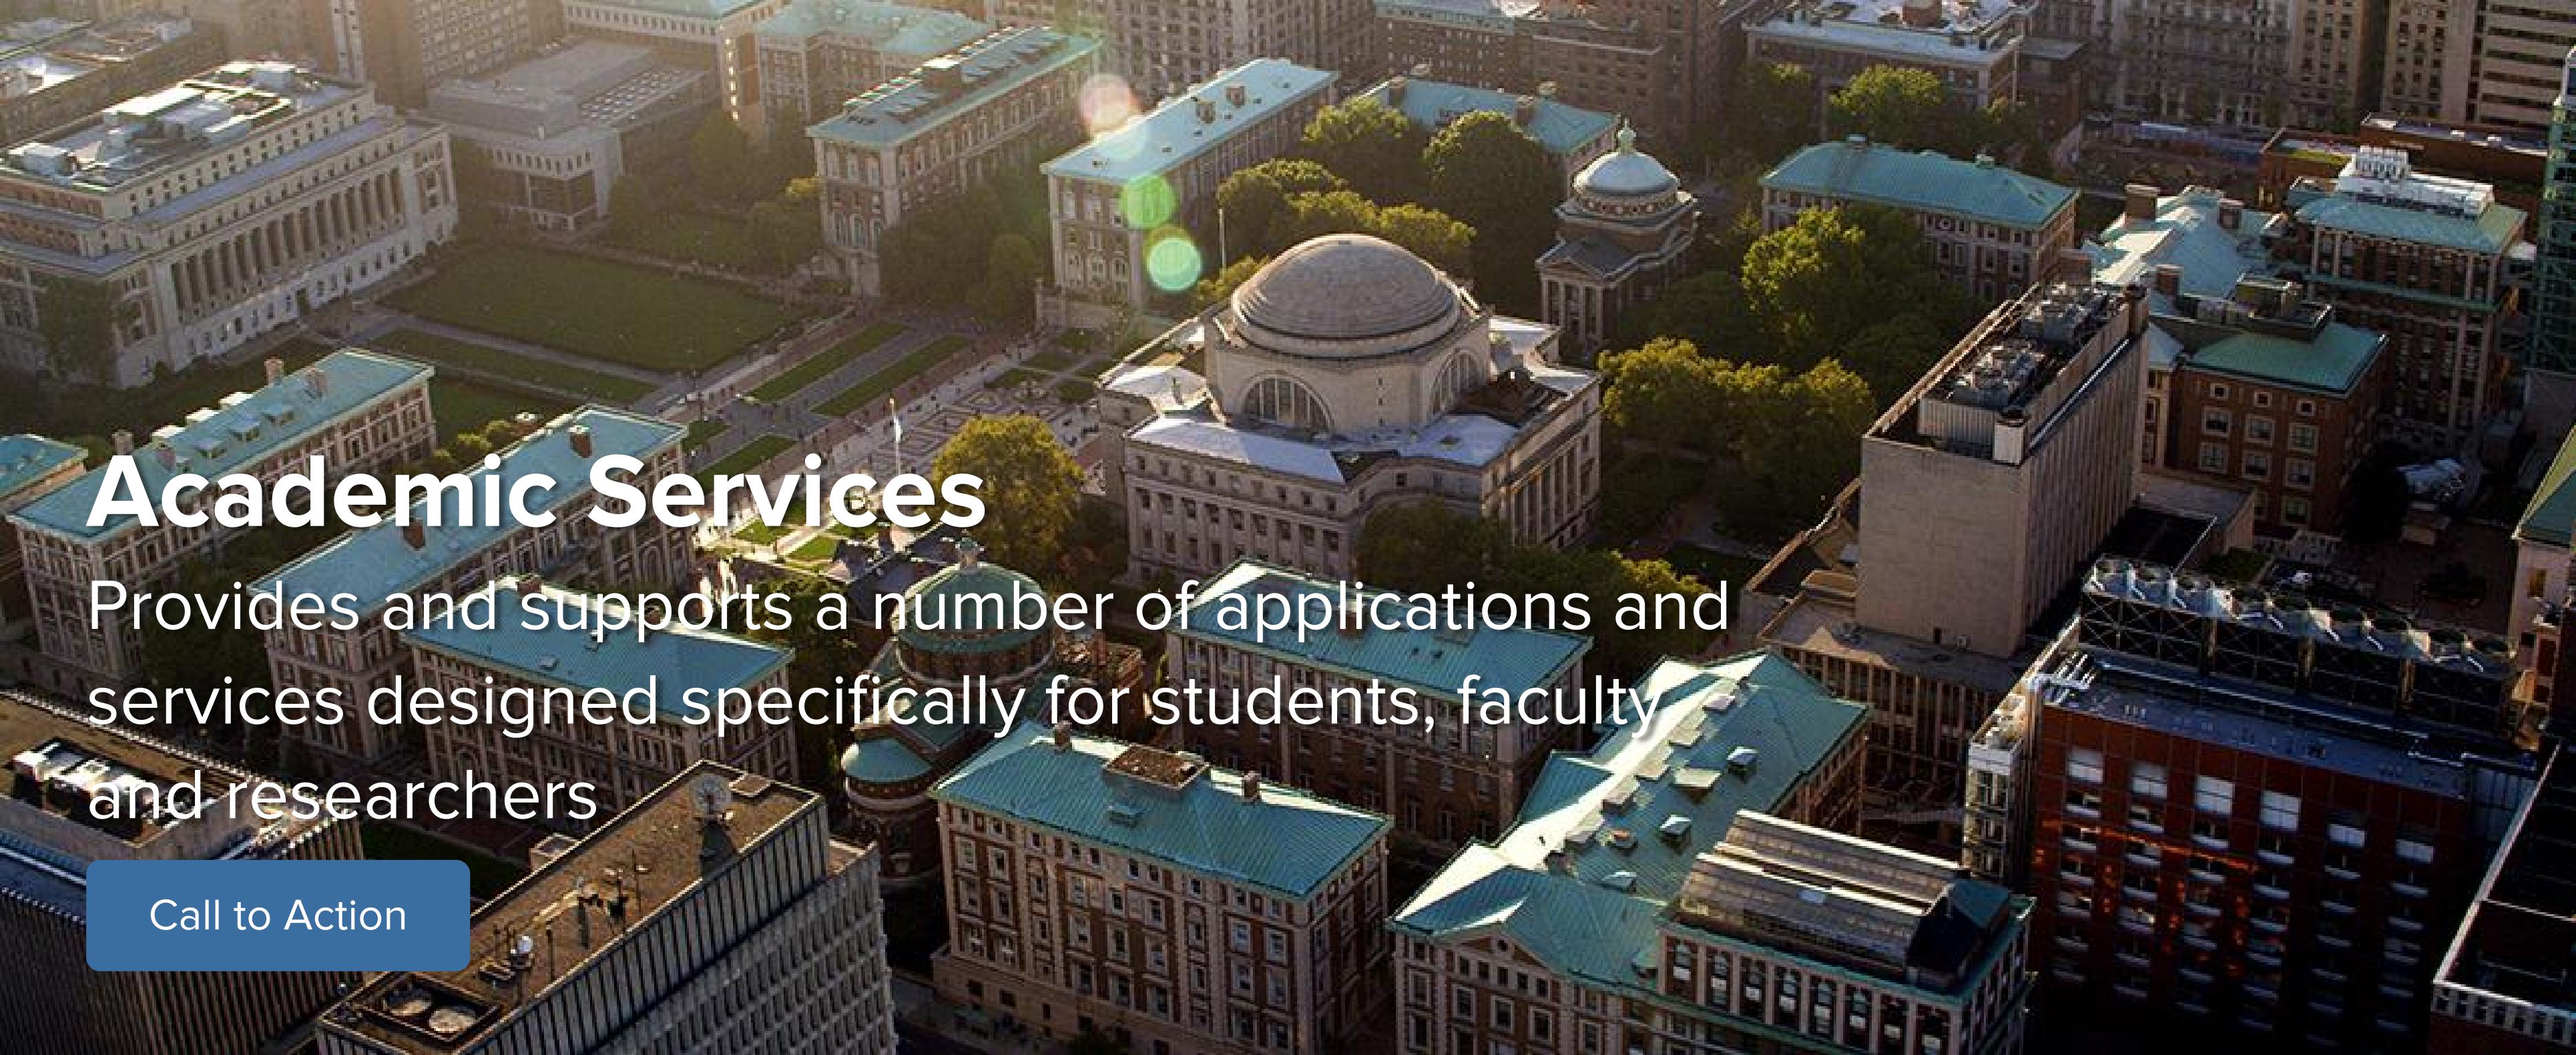 Academic Services
Provides and supports a number of applications and
services designed specifically for students, faculty
and researchers
Call to Action